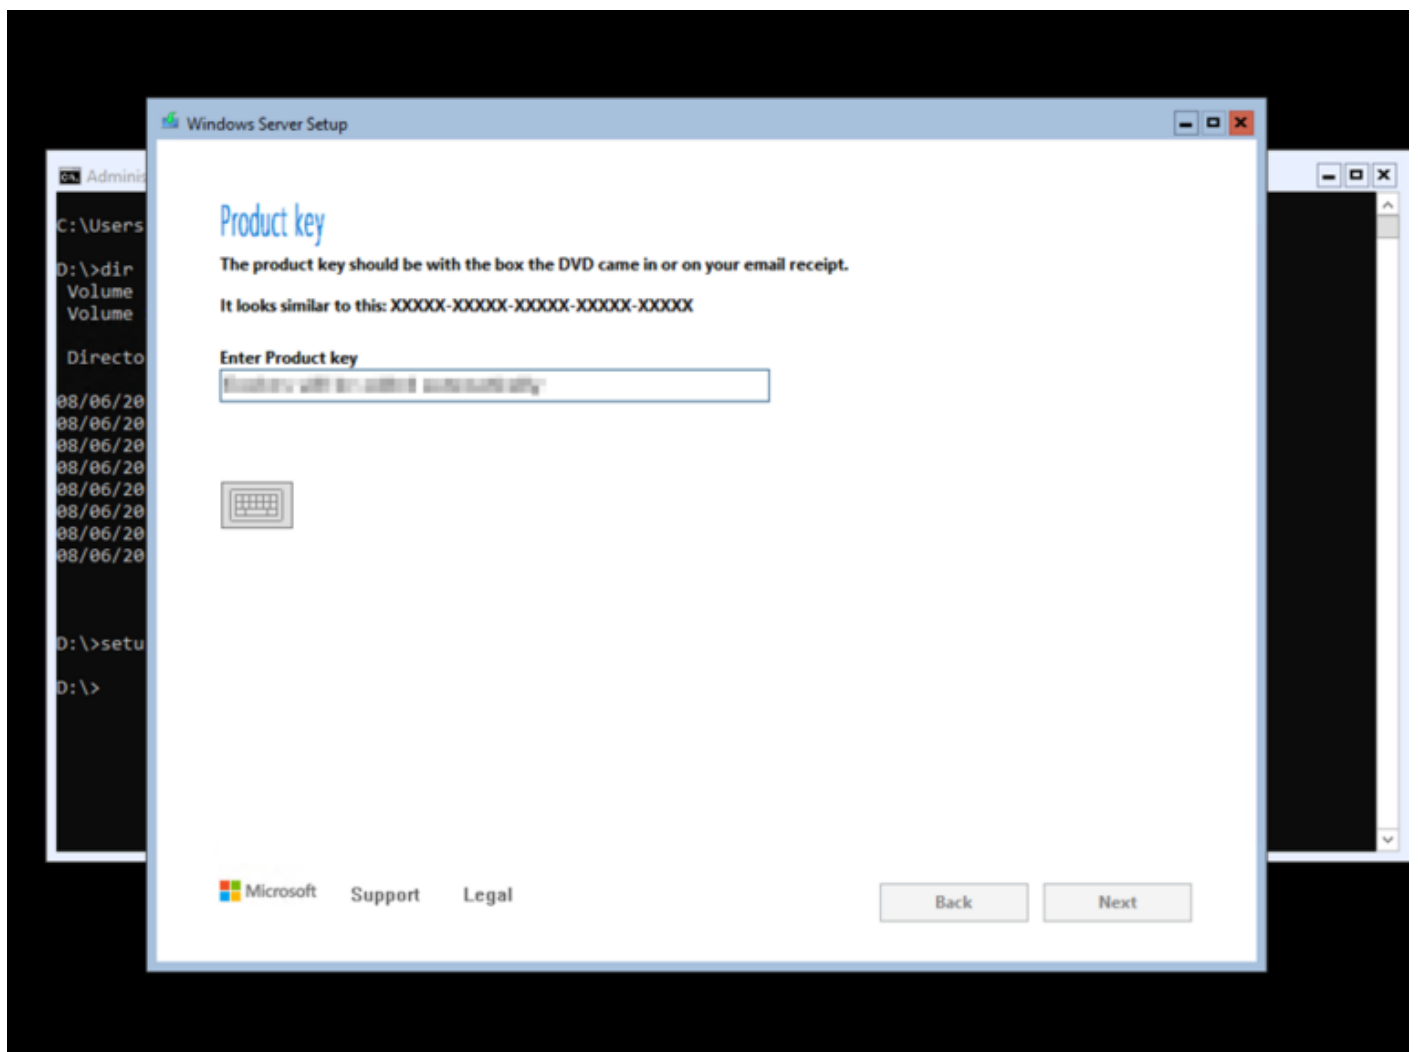 Windows Server Setup
Adminis
C:\Users
D:\>dir
Volume
Volume
Directo
08/06/20
08/06/20
08/06/20
08/06/20
08/06/20
08/06/20
08/06/20
08/06/20
D:\>setu
D:\>
Product key
The product key should be with the box the DVD came in or on your email receipt.
It looks similar to this: XXXXX-XXXXX-XXXXX-XXXXX-XXXXX
Enter Product key
Microsoft Support Legal
Back Next